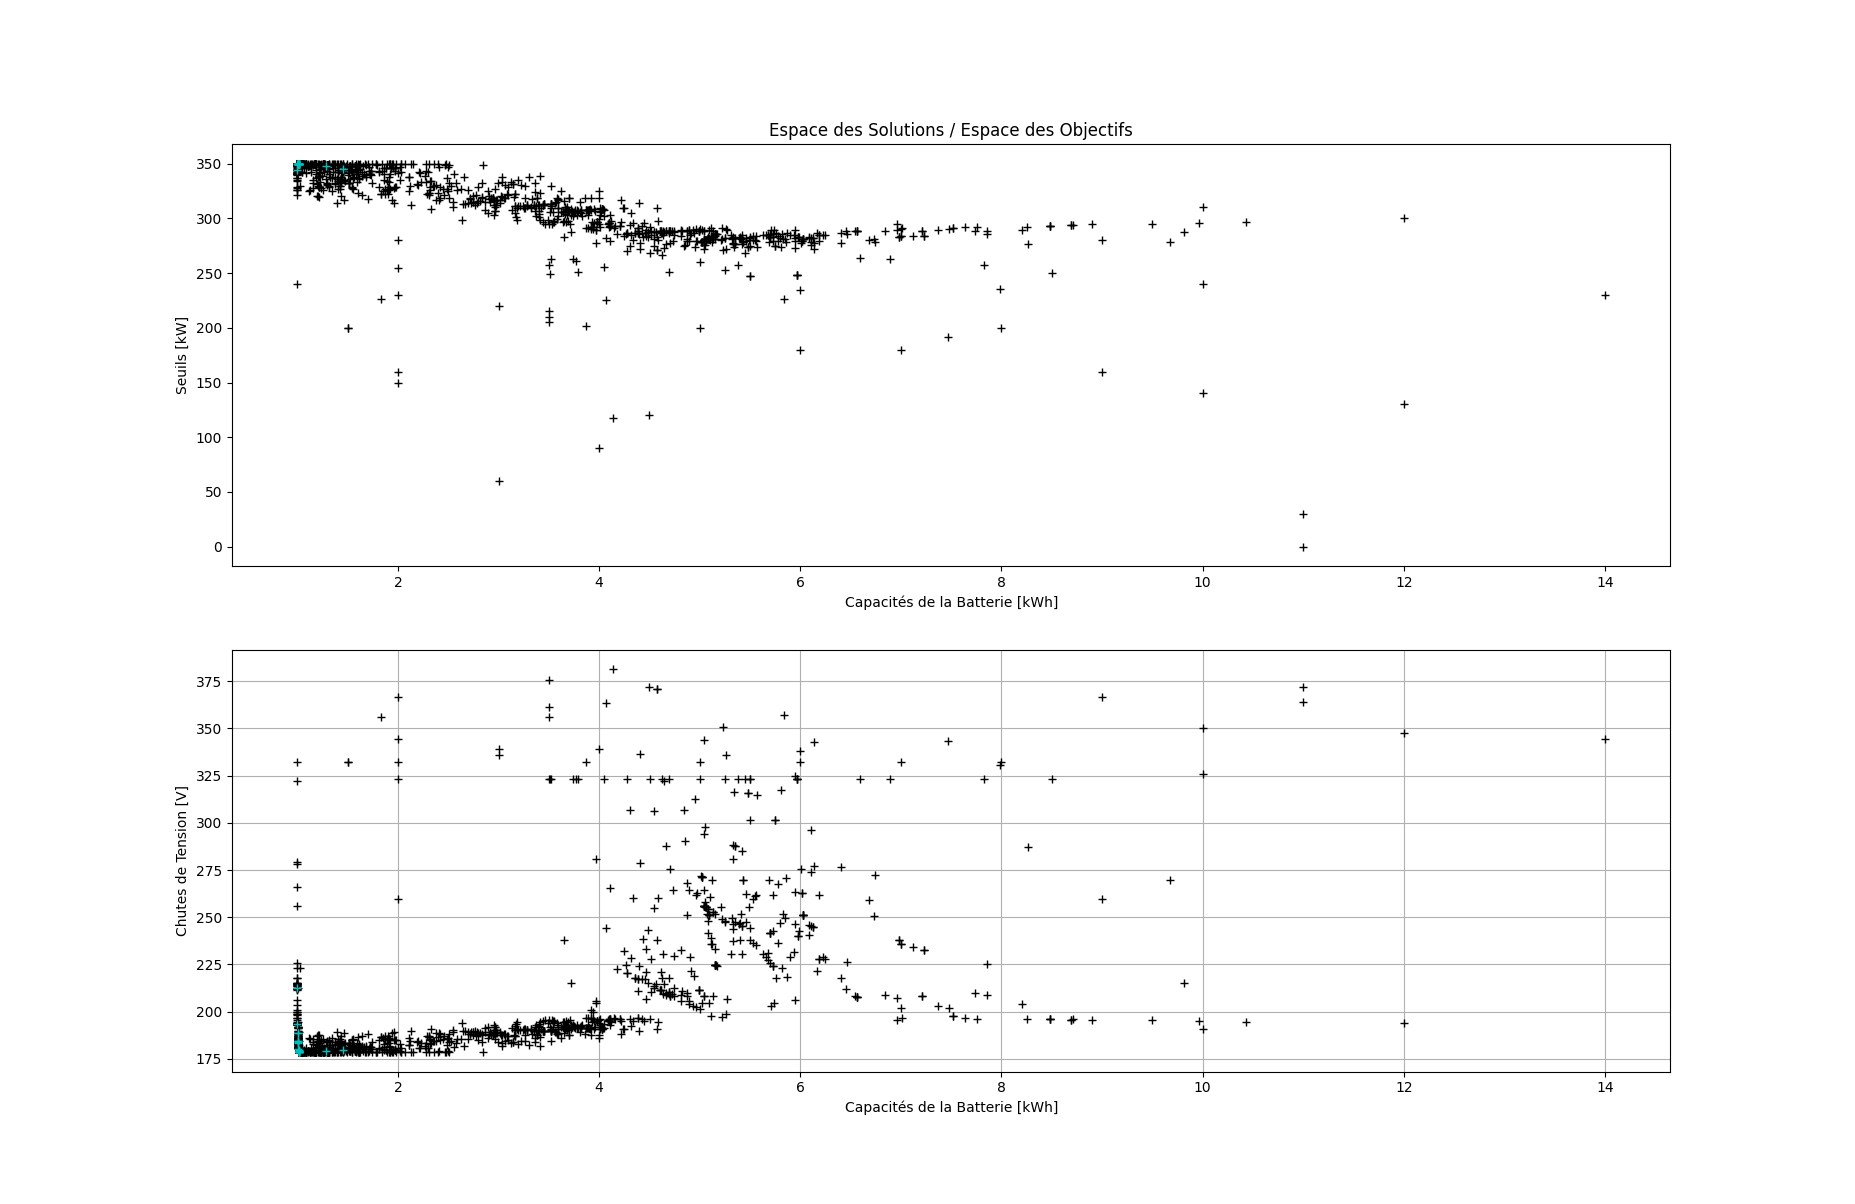 Espace des Solutions / Espace des Objectifs
350
300
250
200
150
100
50
0
Seuils [kW]
2 4 6 8 10 12 14
Capacités de la Batterie [kWh]
375
350
325
300
275
250
225
200
175
Chutes de Tension [V]
2 4 6 8 10 12 14
Capacités de la Batterie [kWh]